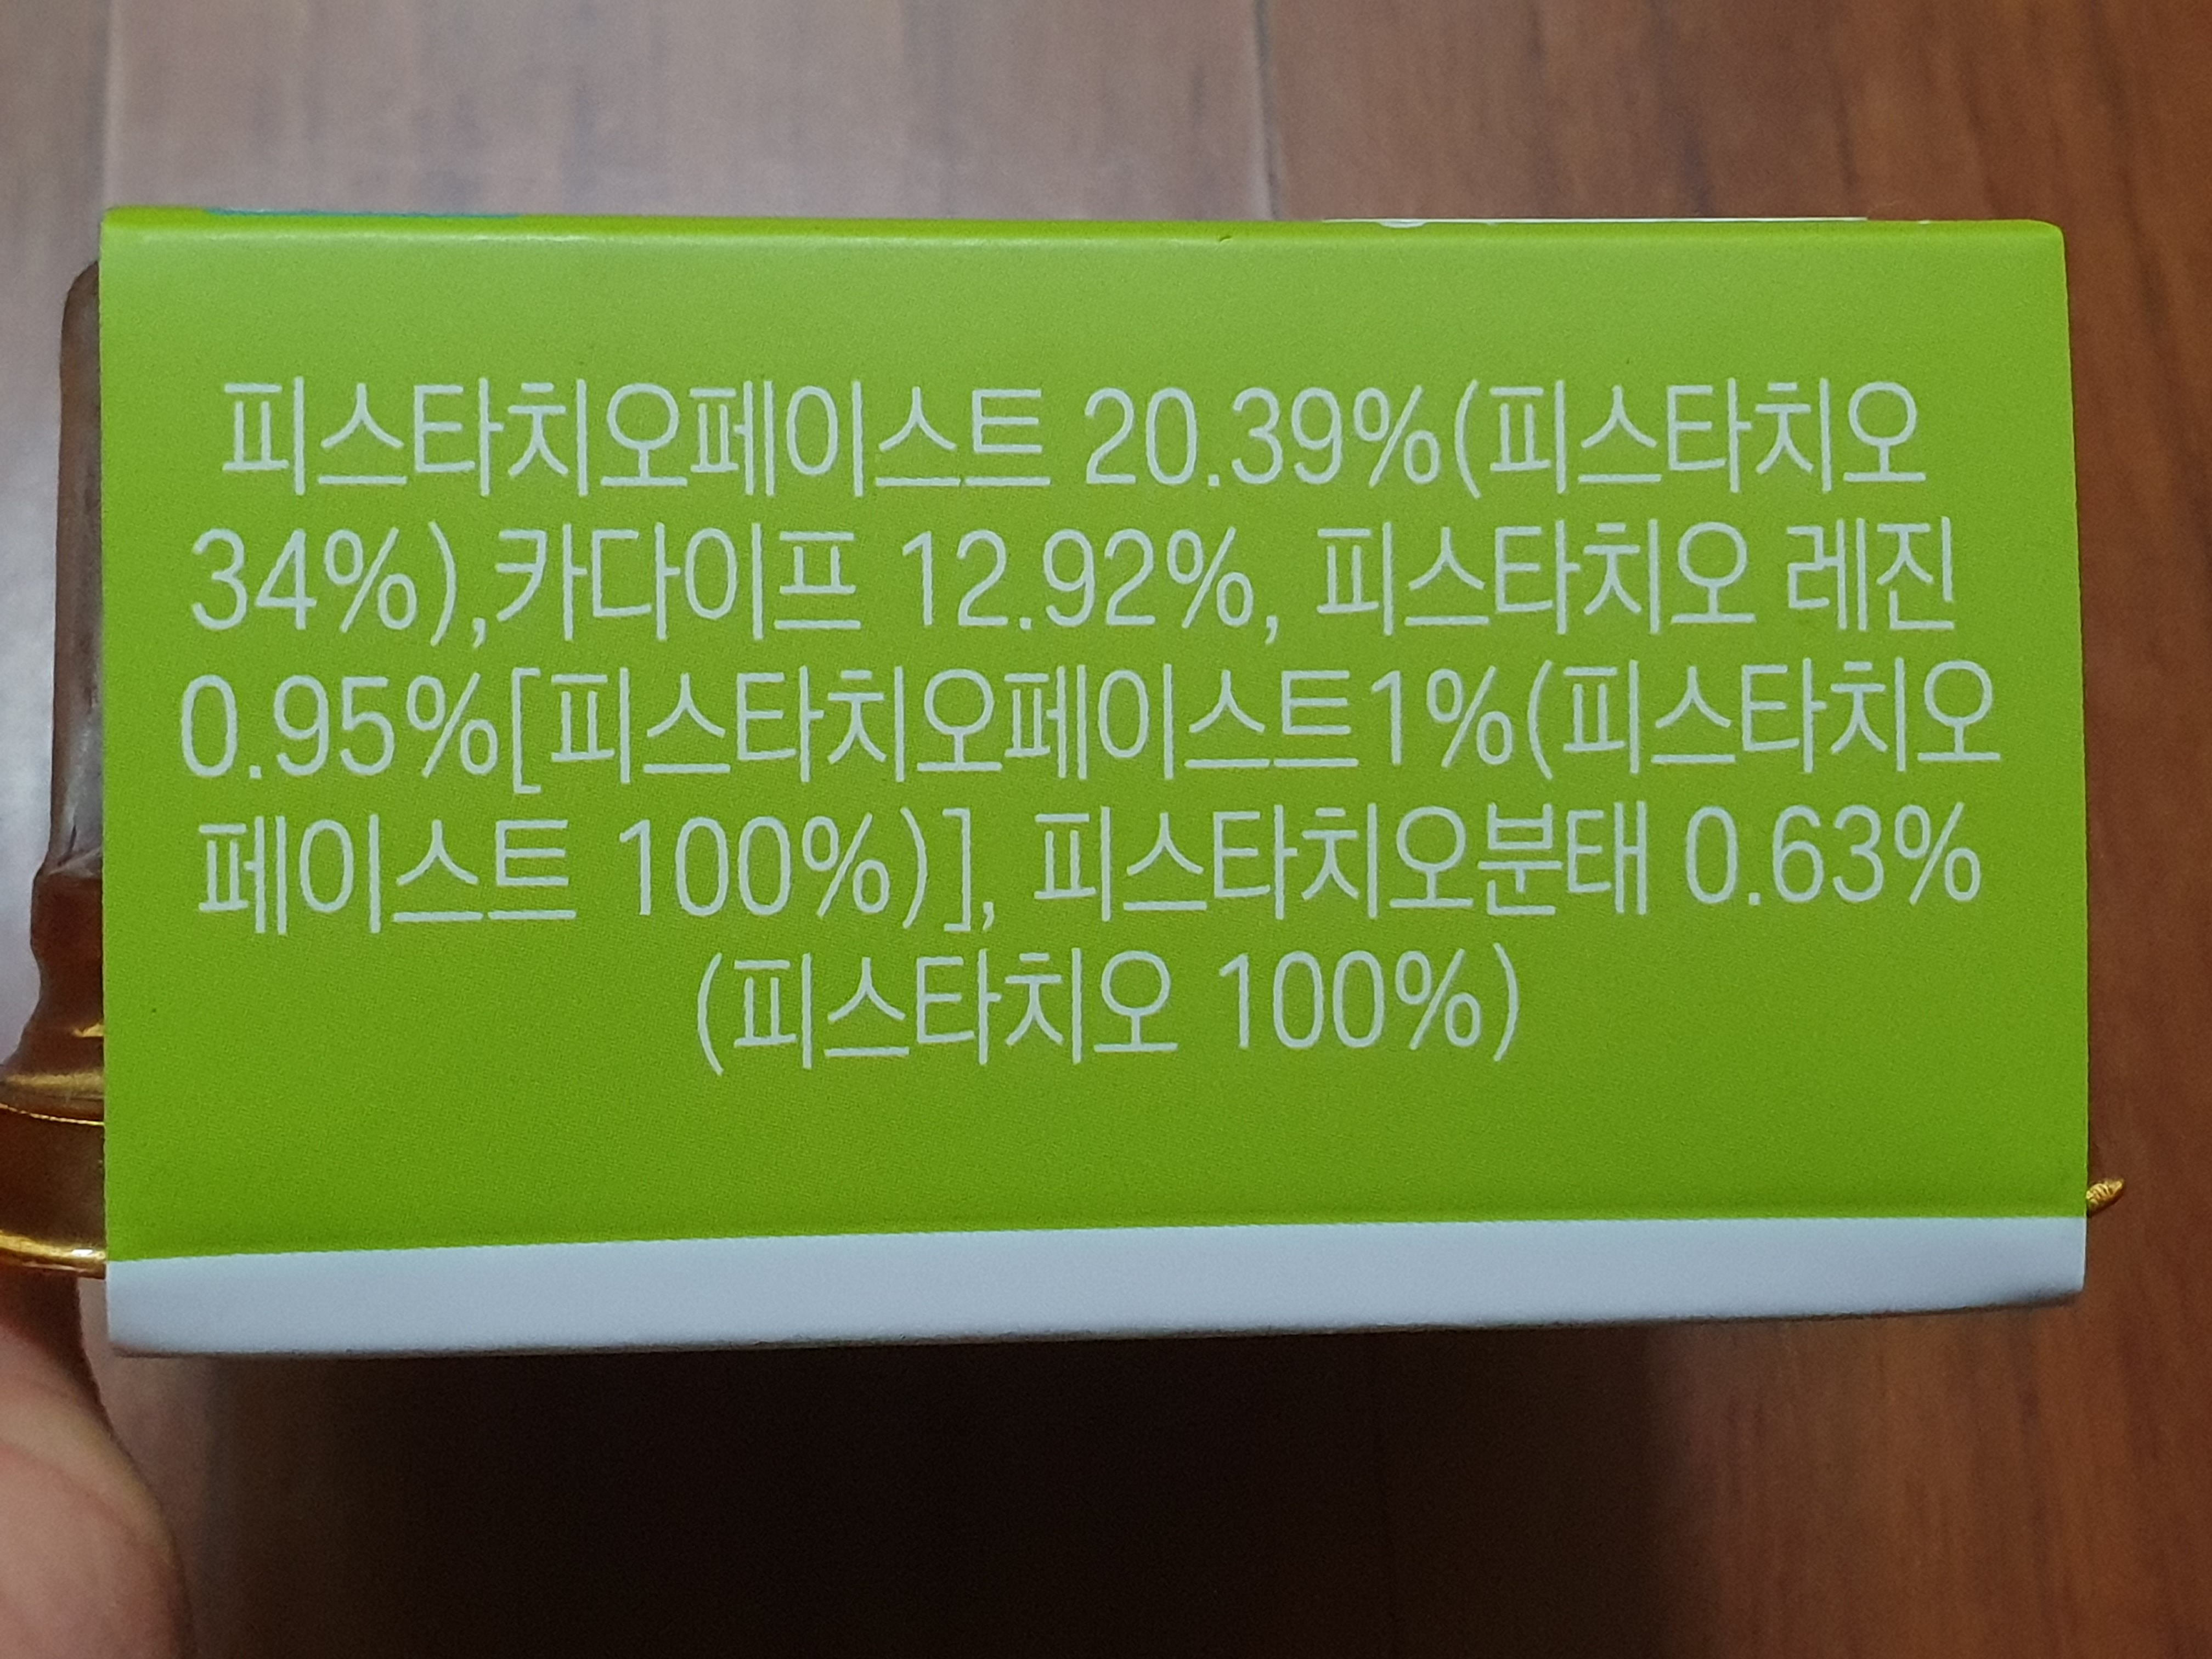 피스타치오페이스트 20.39%(피스타치오
34%),카다이프 12.92%, 피스타치오 레진
0.95%[피스타치오페이스트1%(피스타치오
페이스트 100%)], 피스타치오분태 0.63%
(피스타치오 100%)